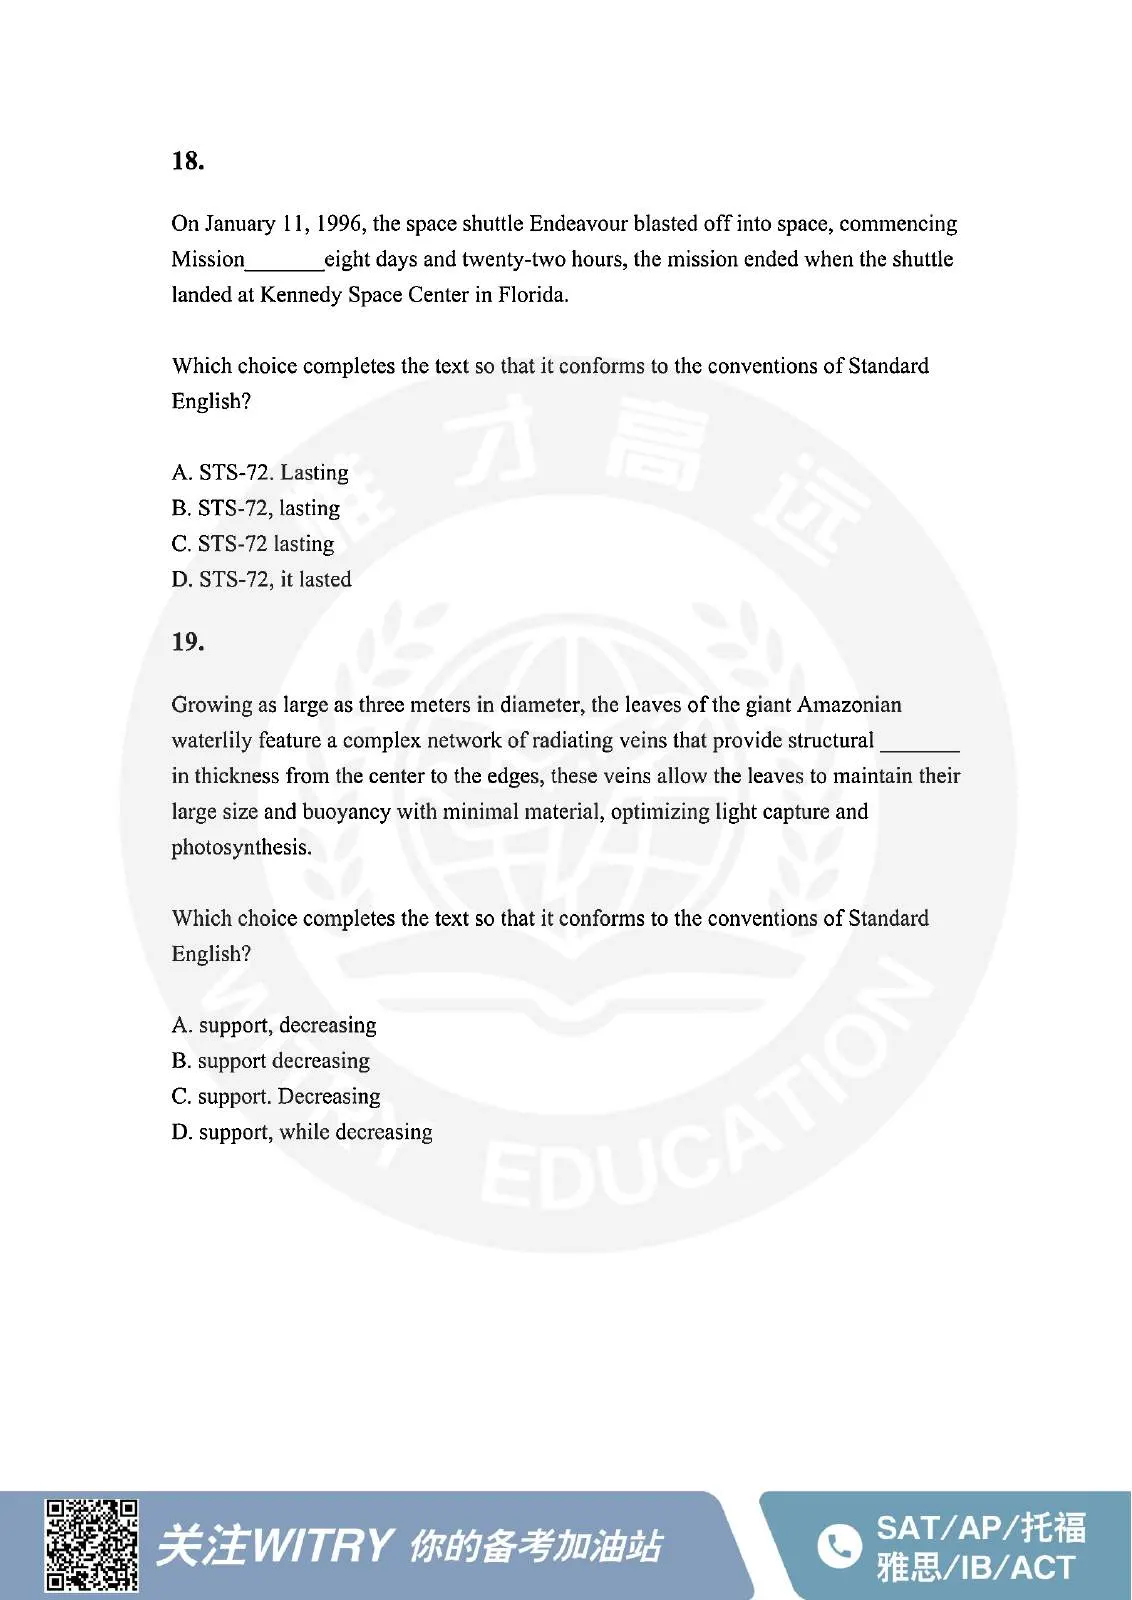 18.
On January 11, 1996, the space shuttle Endeavour blasted off into space, commencing
Mission_______eight days and twenty-two hours, the mission ended when the shuttle
landed at Kennedy Space Center in Florida.
Which choice completes the text so that it conforms to the conventions of Standard
English?
A. STS-72. Lasting
B. STS-72, lasting
C. STS-72 lasting
D. STS-72, it lasted
19.
Growing as large as three meters in diameter, the leaves of the giant Amazonian
waterlily feature a complex network of radiating veins that provide structural _______
in thickness from the center to the edges, these veins allow the leaves to maintain their
large size and buoyancy with minimal material, optimizing light capture and
photosynthesis.
Which choice completes the text so that it conforms to the conventions of Standard
English?
A. support, decreasing
B. support decreasing
C. support. Decreasing
D. support, while decreasing
唯才高远
WITRY EDUCATION
关注WITRY 你的备考加油站
SAT/AP/托福
雅思/IB/ACT